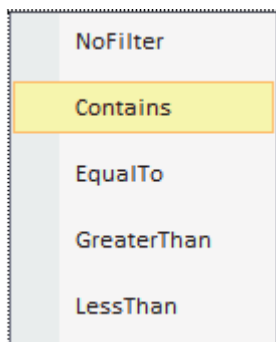 NoFilter
Contains
EqualTo
GreaterThan
LessThan